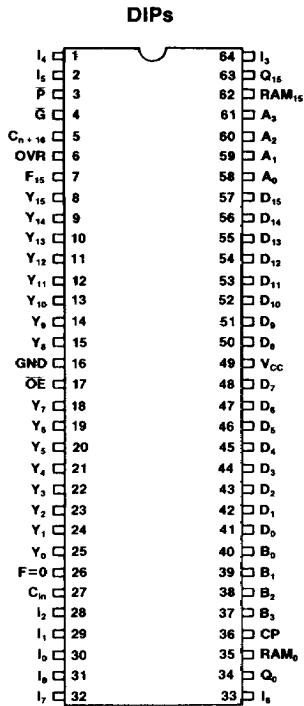 DIPs
I₄ 1 64 I₃
I₅ 2 63 Q₁₅
P̅ 3 62 RAM₁₅
G̅ 4 61 A₃
Cₙ ₊ ₁₆ 5 60 A₂
OVR 6 59 A₁
F₁₅ 7 58 A₀
Y₁₅ 8 57 D₁₅
Y₁₄ 9 56 D₁₄
Y₁₃ 10 55 D₁₃
Y₁₂ 11 54 D₁₂
Y₁₁ 12 53 D₁₁
Y₁₀ 13 52 D₁₀
Y₉ 14 51 D₉
Y₈ 15 50 D₈
GND 16 49 V_CC
O̅E̅ 17 48 D₇
Y₇ 18 47 D₆
Y₆ 19 46 D₅
Y₅ 20 45 D₄
Y₄ 21 44 D₃
Y₃ 22 43 D₂
Y₂ 23 42 D₁
Y₁ 24 41 D₀
Y₀ 25 40 B₀
F=0 26 39 B₁
C_in 27 38 B₂
I₂ 28 37 B₃
I₁ 29 36 CP
I₀ 30 35 RAM₀
I₈ 31 34 Q₀
I₇ 32 33 I₆